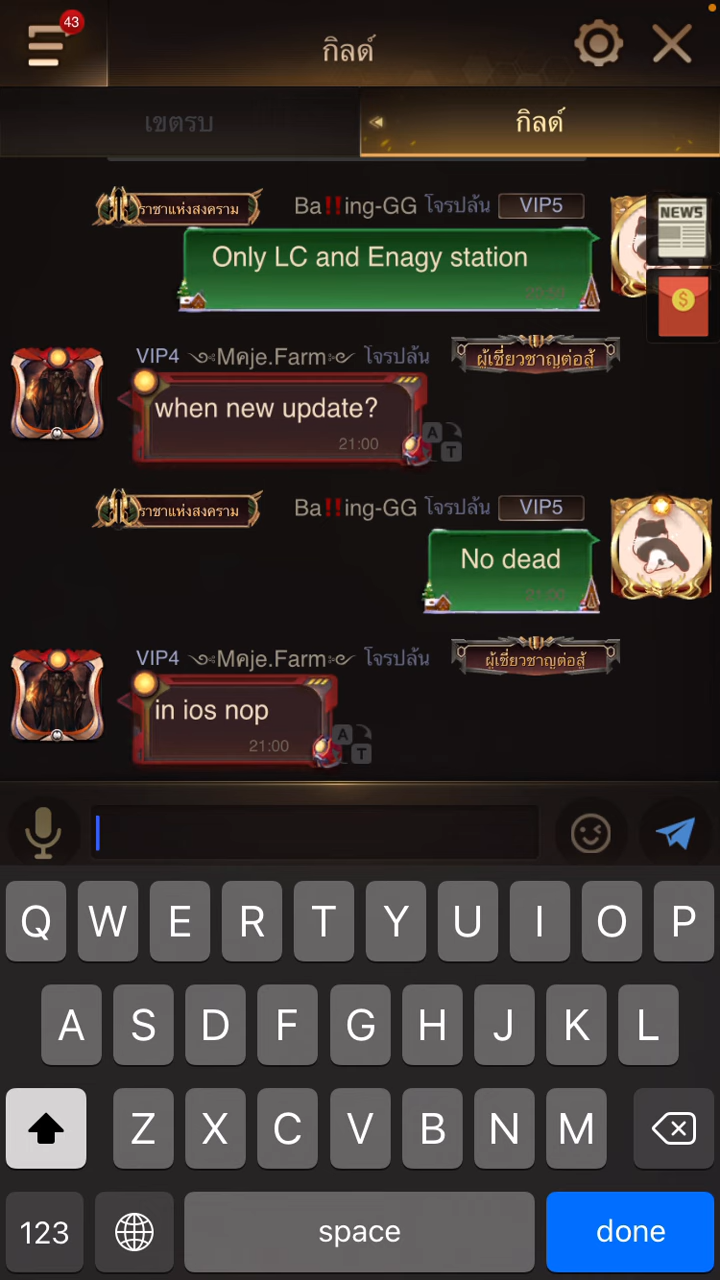 43
กิลด์
เขตรบ
กิลด์
NEWS
$
ราชาแห่งสงคราม
Ba‼️ing-GG โจรปล้น VIP5
Only LC and Enagy station
VIP4 Mคje.Farm โจรปล้น
ผู้เชี่ยวชาญต่อสู้
when new update?
21:00
A
T
ราชาแห่งสงคราม
Ba‼️ing-GG โจรปล้น VIP5
No dead
21:00
VIP4 Mคje.Farm โจรปล้น
ผู้เชี่ยวชาญต่อสู้
in ios nop
21:00
A
T
Q W E R T Y U I O P
A S D F G H J K L
Z X C V B N M
123 space done